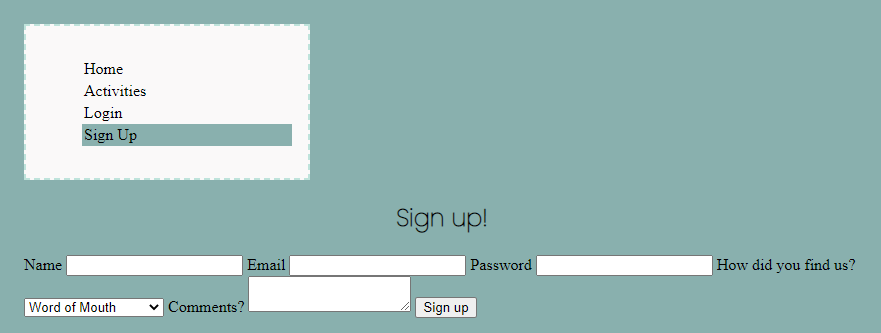 Home
Activities
Login
Sign Up
Sign up!
Name Email Password How did you find us?
Word of Mouth Comments? Sign up